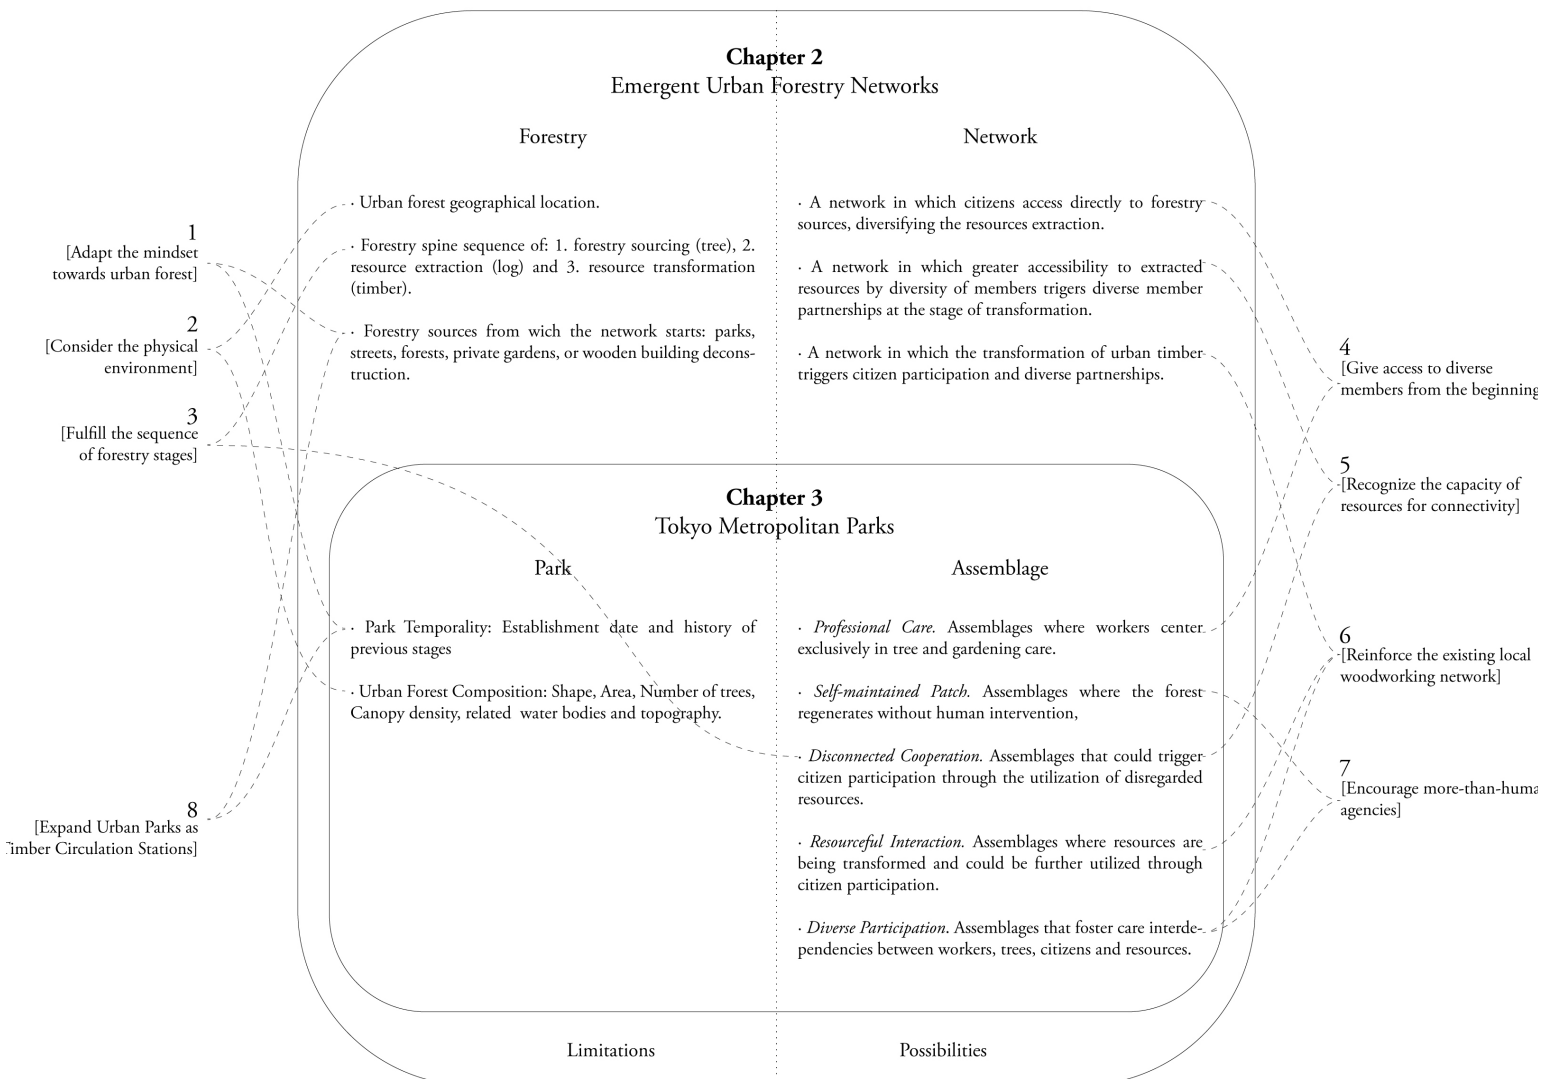 Chapter 2
Emergent Urban Forestry Networks
Forestry
· Urban forest geographical location.
· Forestry spine sequence of: 1. forestry sourcing (tree), 2.
resource extraction (log) and 3. resource transformation
(timber).
· Forestry sources from wich the network starts: parks,
streets, forests, private gardens, or wooden building decons-
truction.
Network
· A network in which citizens access directly to forestry
sources, diversifying the resources extraction.
· A network in which greater accessibility to extracted
resources by diversity of members trigers diverse member
partnerships at the stage of transformation.
· A network in which the transformation of urban timber
triggers citizen participation and diverse partnerships.
1
[Adapt the mindset
towards urban forest]
2
[Consider the physical
environment]
3
[Fulfill the sequence
of forestry stages]
8
[Expand Urban Parks as
imber Circulation Stations]
Chapter 3
Tokyo Metropolitan Parks
Park
· Park Temporality: Establishment date and history of
previous stages
· Urban Forest Composition: Shape, Area, Number of trees,
Canopy density, related water bodies and topography.
Assemblage
· Professional Care. Assemblages where workers center
exclusively in tree and gardening care.
· Self-maintained Patch. Assemblages where the forest
regenerates without human intervention,
· Disconnected Cooperation. Assemblages that could trigger
citizen participation through the utilization of disregarded
resources.
· Resourceful Interaction. Assemblages where resources are
being transformed and could be further utilized through
citizen participation.
· Diverse Participation. Assemblages that foster care interde-
pendencies between workers, trees, citizens and resources.
4
[Give access to diverse
members from the beginning
5
[Recognize the capacity of
resources for connectivity]
6
[Reinforce the existing local
woodworking network]
7
[Encourage more-than-huma
agencies]
Limitations
Possibilities